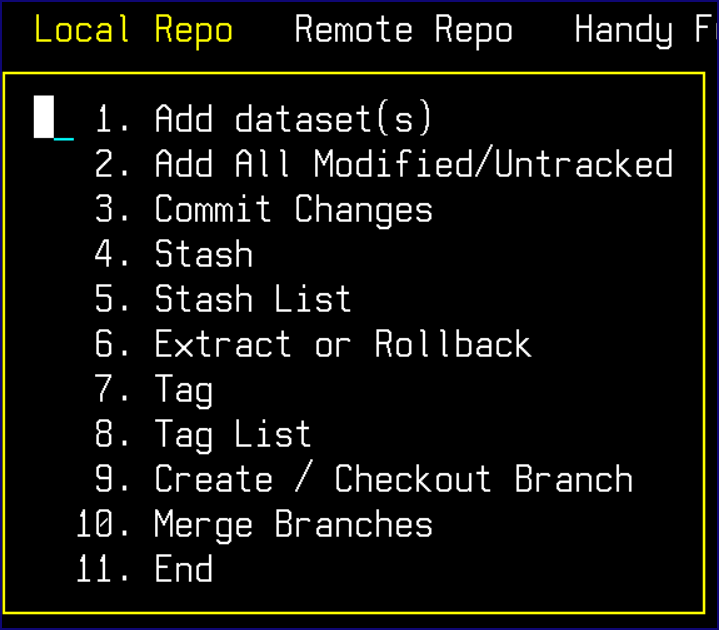 Local Repo Remote Repo Handy
1. Add dataset(s)
2. Add All Modified/Untracked
3. Commit Changes
4. Stash
5. Stash List
6. Extract or Rollback
7. Tag
8. Tag List
9. Create / Checkout Branch
10. Merge Branches
11. End